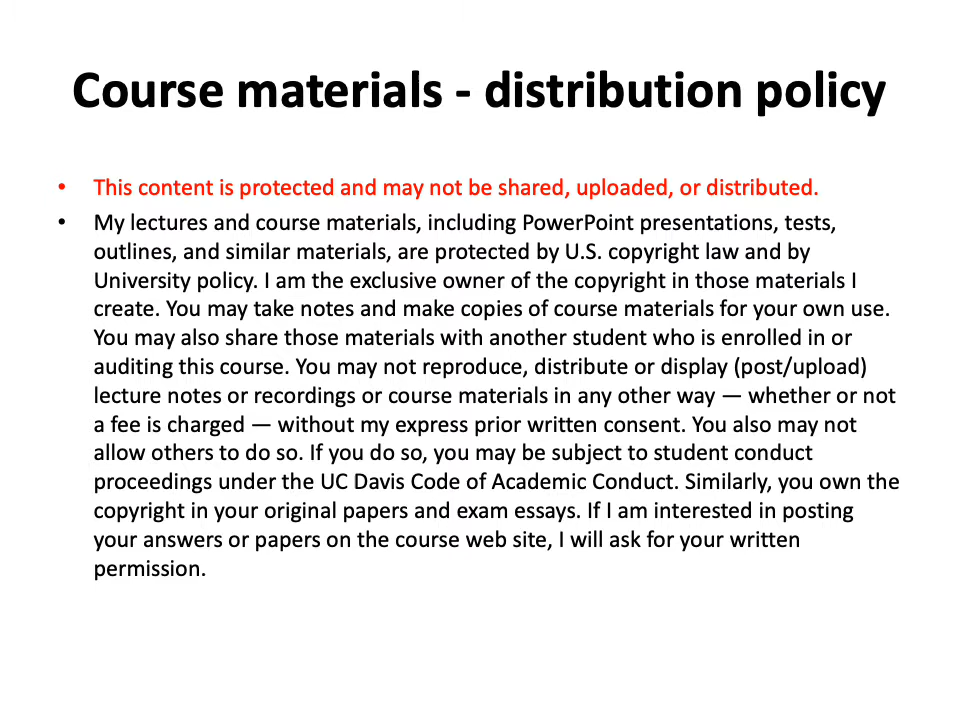 Course materials - distribution policy
• This content is protected and may not be shared, uploaded, or distributed.
• My lectures and course materials, including PowerPoint presentations, tests,
outlines, and similar materials, are protected by U.S. copyright law and by
University policy. I am the exclusive owner of the copyright in those materials I
create. You may take notes and make copies of course materials for your own use.
You may also share those materials with another student who is enrolled in or
auditing this course. You may not reproduce, distribute or display (post/upload)
lecture notes or recordings or course materials in any other way — whether or not
a fee is charged — without my express prior written consent. You also may not
allow others to do so. If you do so, you may be subject to student conduct
proceedings under the UC Davis Code of Academic Conduct. Similarly, you own the
copyright in your original papers and exam essays. If I am interested in posting
your answers or papers on the course web site, I will ask for your written
permission.